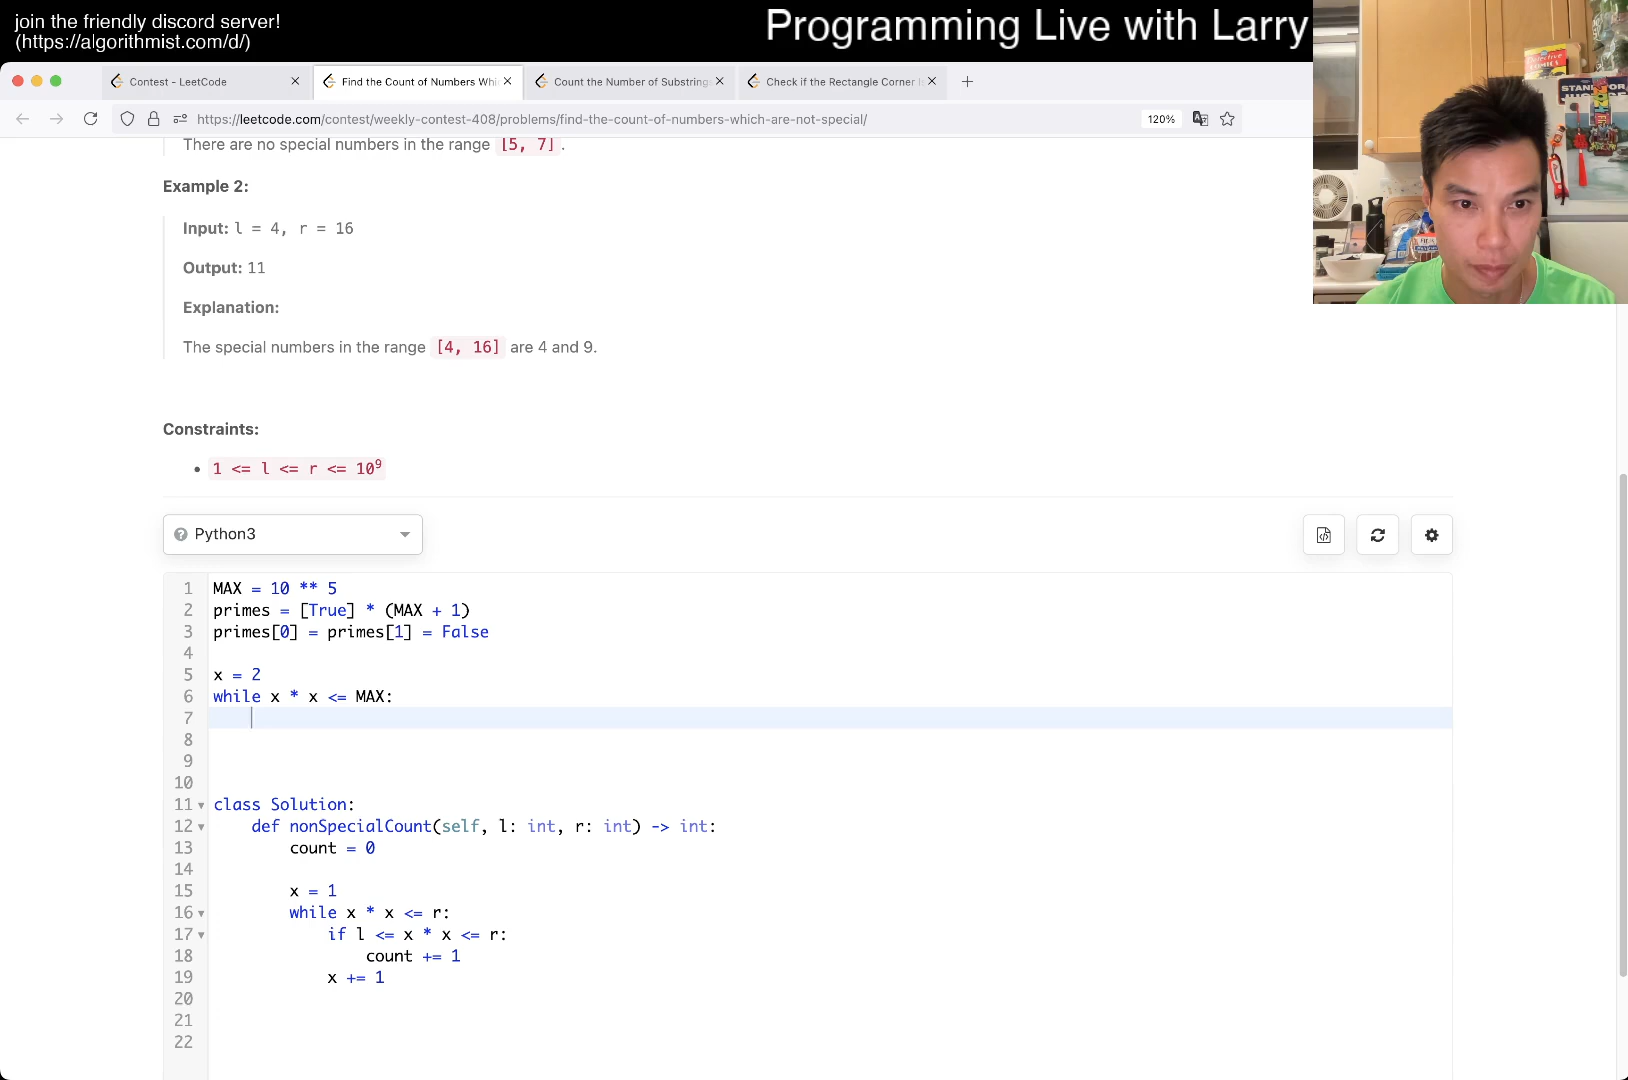 join the friendly discord server!
(https://algorithmist.com/d/)
Programming Live with Larry
Contest - LeetCode
Find the Count of Numbers Whi
Count the Number of Substring
Check if the Rectangle Corner I
https://leetcode.com/contest/weekly-contest-408/problems/find-the-count-of-numbers-which-are-not-special/
120%
There are no special numbers in the range [5, 7].
Example 2:
Input: l = 4, r = 16
Output: 11
Explanation:
The special numbers in the range [4, 16] are 4 and 9.
Constraints:
• 1 <= l <= r <= 10⁹
Python3
1 MAX = 10 ** 5
2 primes = [True] * (MAX + 1)
3 primes[0] = primes[1] = False
4
5 x = 2
6 while x * x <= MAX:
7
8
9
10
11 class Solution:
12     def nonSpecialCount(self, l: int, r: int) -> int:
13         count = 0
14
15         x = 1
16         while x * x <= r:
17             if l <= x * x <= r:
18                 count += 1
19             x += 1
20
21
22